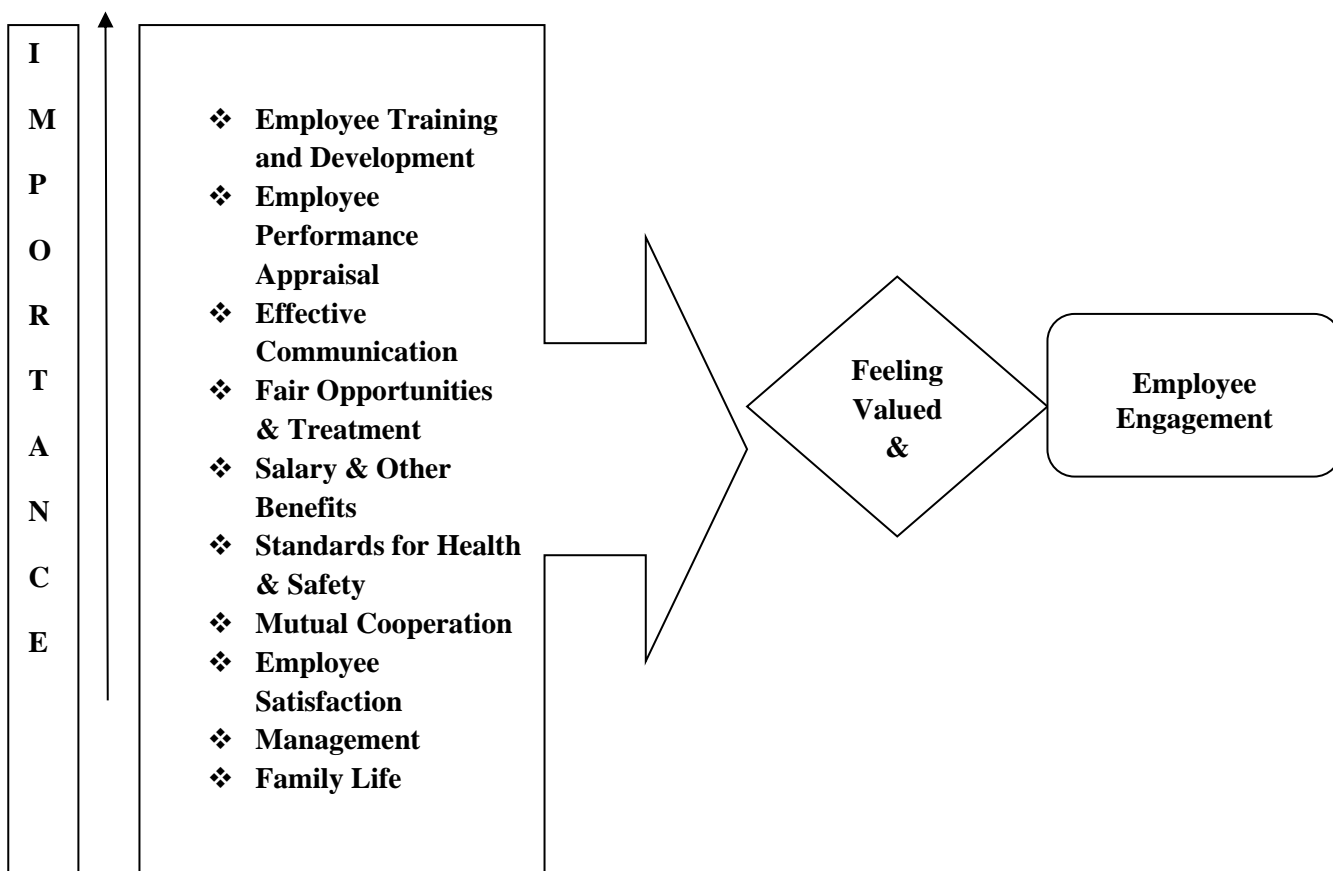 I
M
P
O
R
T
A
N
C
E
❖ Employee Training
and Development
❖ Employee
Performance
Appraisal
❖ Effective
Communication
❖ Fair Opportunities
& Treatment
❖ Salary & Other
Benefits
❖ Standards for Health
& Safety
❖ Mutual Cooperation
❖ Employee
Satisfaction
❖ Management
❖ Family Life
Feeling
Valued
&
Employee
Engagement